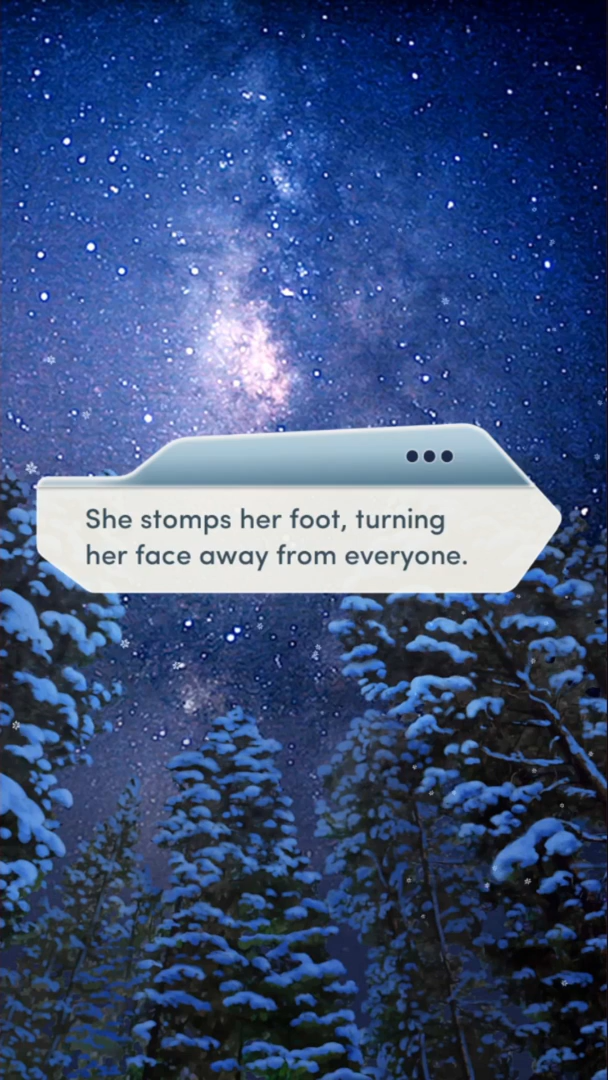 She stomps her foot, turning
her face away from everyone.